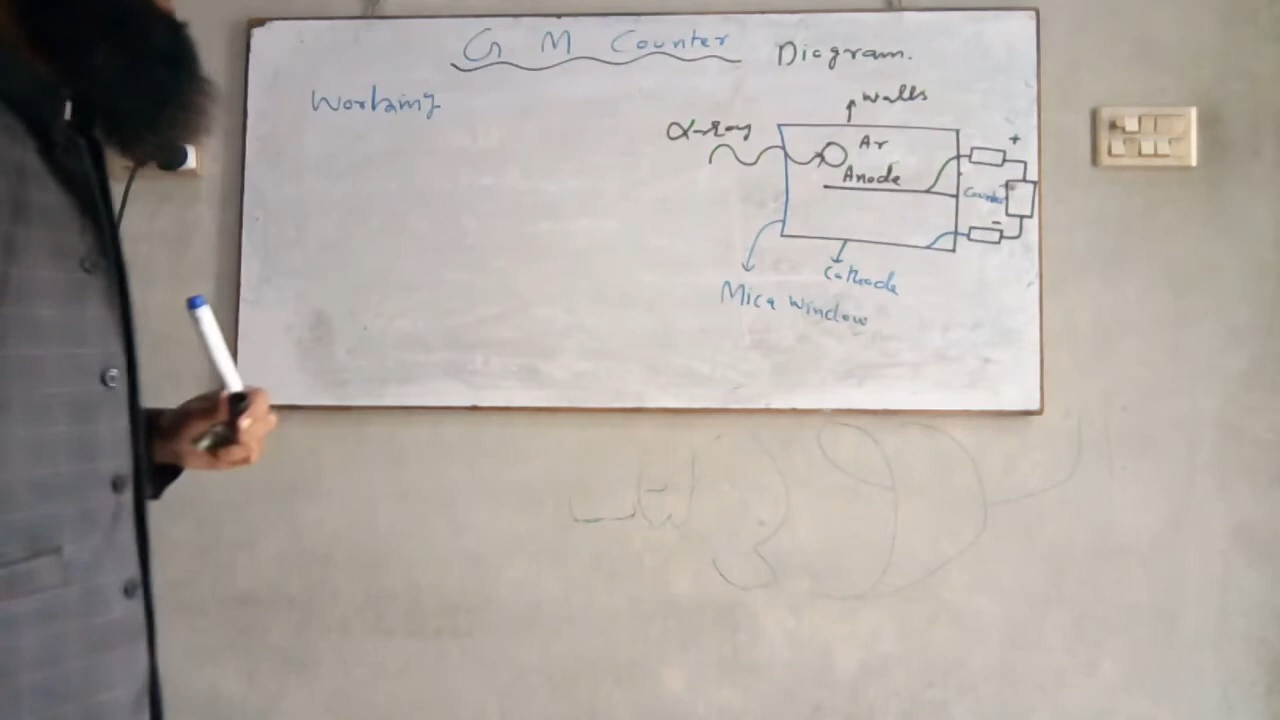 G M Counter Diagram.
Working
Walls
α-ray
Ar
Anode
+
Counter
-
Cathode
Mica window